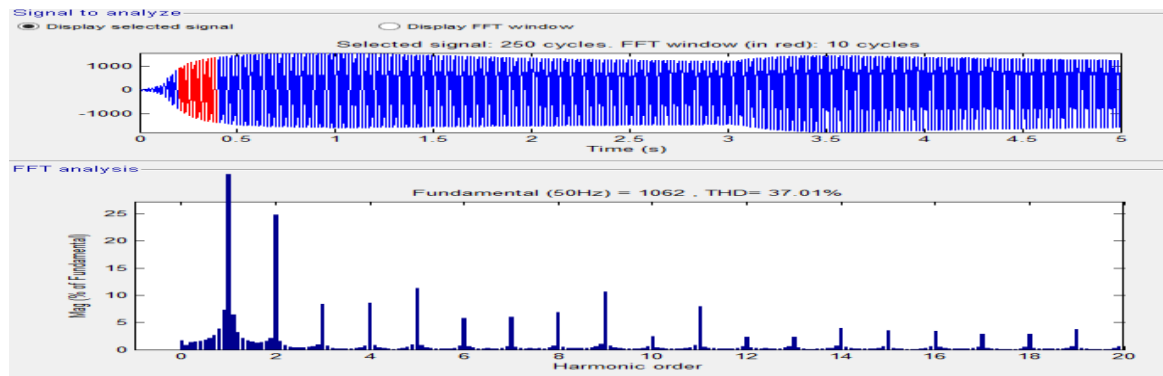 Signal to analyze
Display selected signal Display FFT window
Selected signal: 250 cycles. FFT window (in red): 10 cycles
1000
0
-1000
0 0.5 1 1.5 2 2.5 3 3.5 4 4.5 5
Time (s)
FFT analysis
Fundamental (50Hz) = 1062 , THD= 37.01%
Mag (% of Fundamental)
25
20
15
10
5
0
0 2 4 6 8 10 12 14 16 18 20
Harmonic order